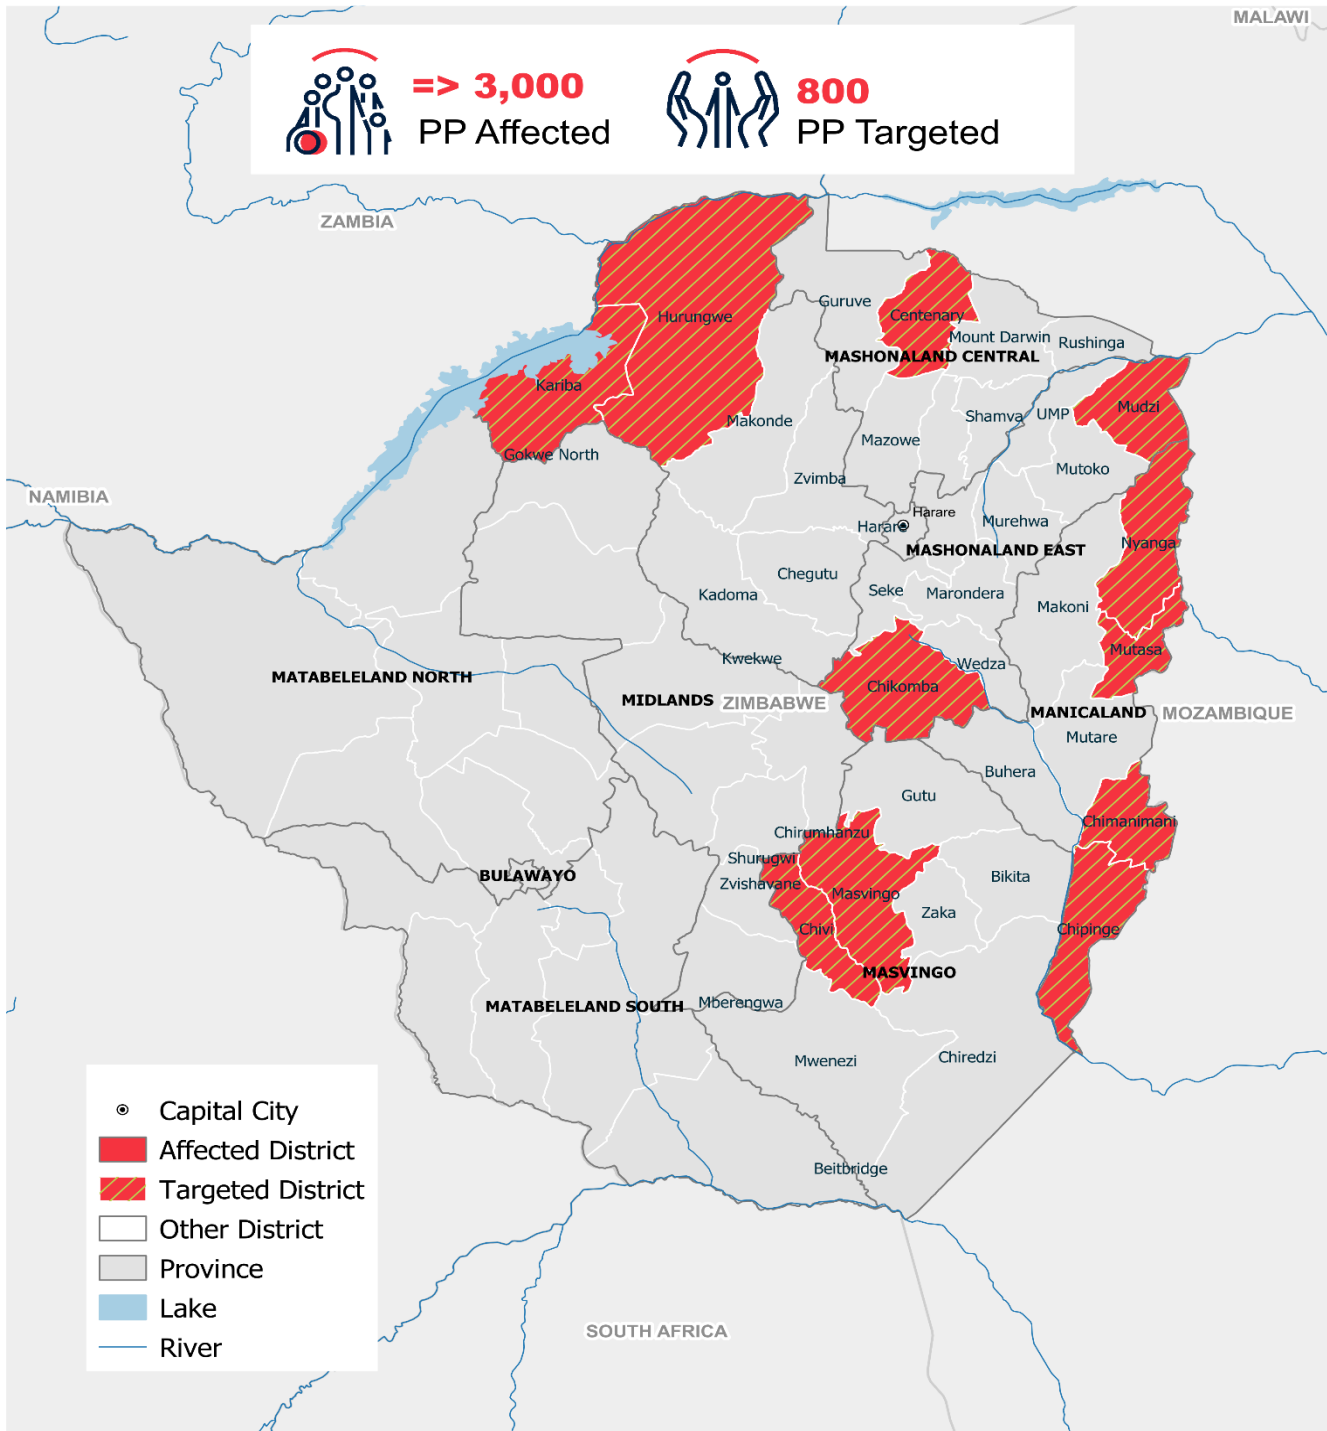 MALAWI
=> 3,000
PP Affected
800
PP Targeted
ZAMBIA
Guruve
Centenary
Hurungwe
Mount Darwin
Rushinga
MASHONALAND CENTRAL
Kariba
Mudzi
Makonde
Shamva
UMP
Mazowe
Gokwe North
Mutoko
Zvimba
NAMIBIA
Harare
Harare
Murehwa
Nyanga
MASHONALAND EAST
Chegutu
Kadoma
Seke
Marondera
Makoni
Kwekwe
Wedza
Mutasa
MATABELELAND NORTH
Chikomba
MIDLANDS
ZIMBABWE
MANICALAND
MOZAMBIQUE
Mutare
Buhera
Gutu
Chirumhanzu
Chimanimani
Shurugwi
BULAWAYO
Zvishavane
Masvingo
Bikita
Zaka
Chivi
Chipinge
MASVINGO
MATABELELAND SOUTH
Mberengwa
Mwenezi
Chiredzi
Beitbridge
Capital City
Affected District
Targeted District
Other District
Province
Lake
River
SOUTH AFRICA